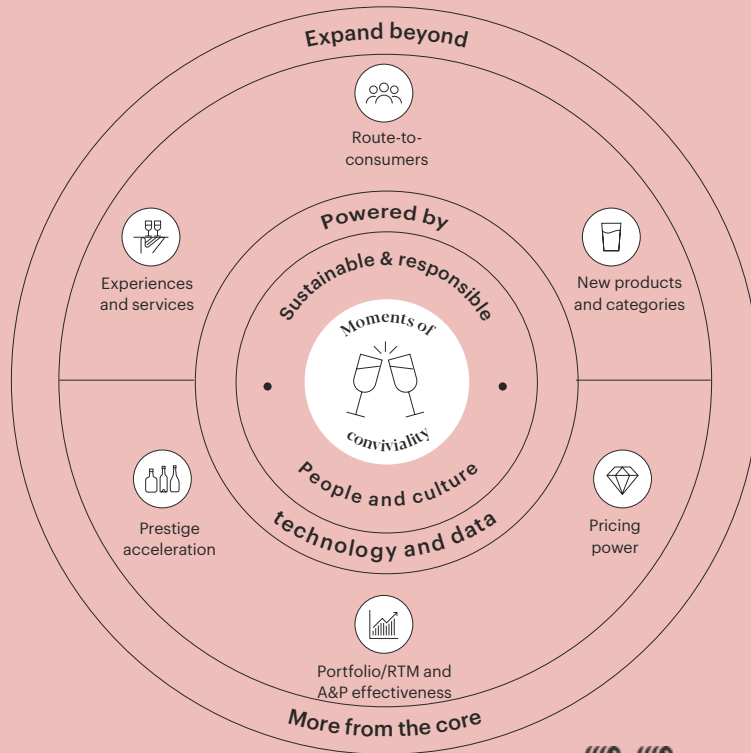 Expand beyond
Route-to-
consumers
Experiences
and services
New products
and categories
Powered by
Sustainable & responsible
Moments of
conviviality
People and culture
technology and data
Prestige
acceleration
Pricing
power
Portfolio/RTM and
A&P effectiveness
More from the core